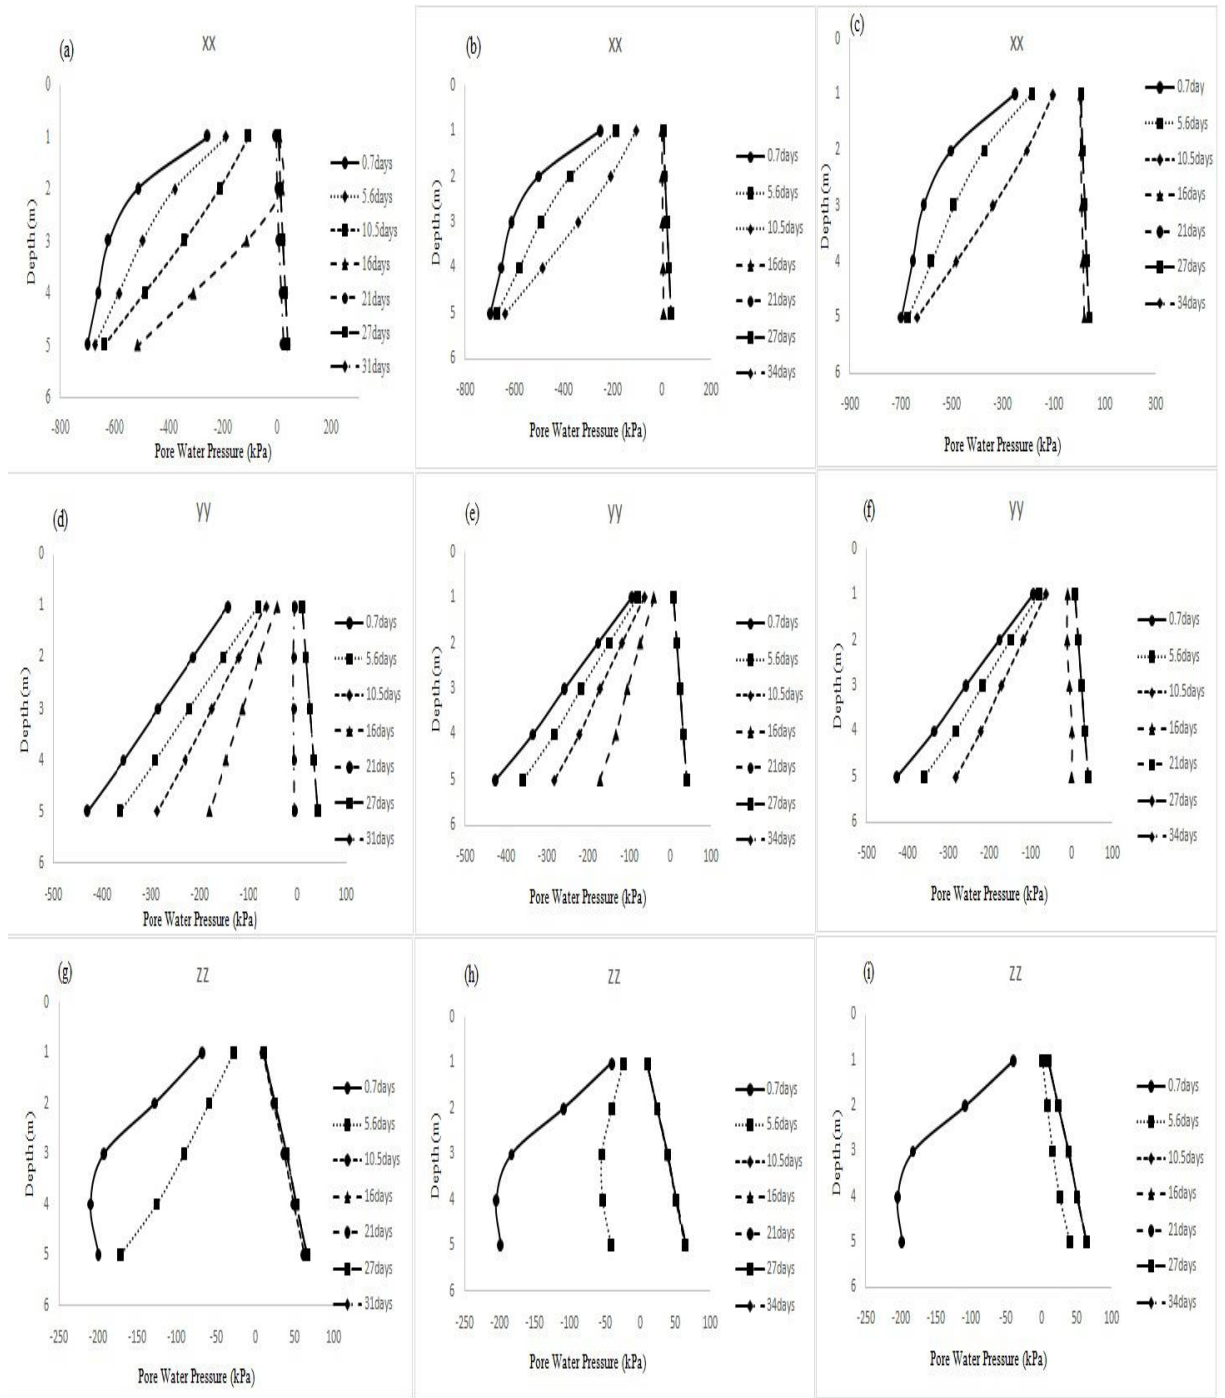 (a)
xx
0
1
2
3
4
5
6
-800
-600
-400
-200
0
200
Depth(m)
Pore Water Pressure (kPa)
0.7days
5.6days
10.5days
16days
21days
27days
31days
(b)
xx
0
1
2
3
4
5
6
-800
-600
-400
-200
0
200
Depth(m)
Pore Water Pressure (kPa)
0.7days
5.6days
10.5days
16days
21days
27days
34days
(c)
xx
0
1
2
3
4
5
6
-900
-700
-500
-300
-100
100
300
Depth(m)
Pore Water Pressure (kPa)
0.7day
5.6days
10.5days
16days
21days
27days
34days
(d)
yy
0
1
2
3
4
5
6
-500
-400
-300
-200
-100
0
100
Depth(m)
Pore Water Pressure (kPa)
0.7days
5.6days
10.5days
16days
21days
27days
31days
(e)
yy
0
1
2
3
4
5
6
-500
-400
-300
-200
-100
0
100
Depth(m)
Pore Water Pressure (kPa)
0.7days
5.6days
10.5days
16days
21days
27days
34days
(f)
yy
0
1
2
3
4
5
6
-500
-400
-300
-200
-100
0
100
Depth(m)
Pore Water Pressure (kPa)
0.7days
5.6days
10.5days
16days
21days
27days
34days
(g)
zz
0
1
2
3
4
5
6
-250
-200
-150
-100
-50
0
50
100
Depth(m)
Pore Water Pressure (kPa)
0.7days
5.6days
10.5days
16days
21days
27days
31days
(h)
zz
0
1
2
3
4
5
6
-250
-200
-150
-100
-50
0
50
100
Depth(m)
Pore Water Pressure (kPa)
0.7days
5.6days
10.5days
16days
21days
27days
34days
(i)
zz
0
1
2
3
4
5
6
-250
-200
-150
-100
-50
0
50
100
Depth(m)
Pore Water Pressure (kPa)
0.7days
5.6days
10.5days
16days
21days
27days
34days